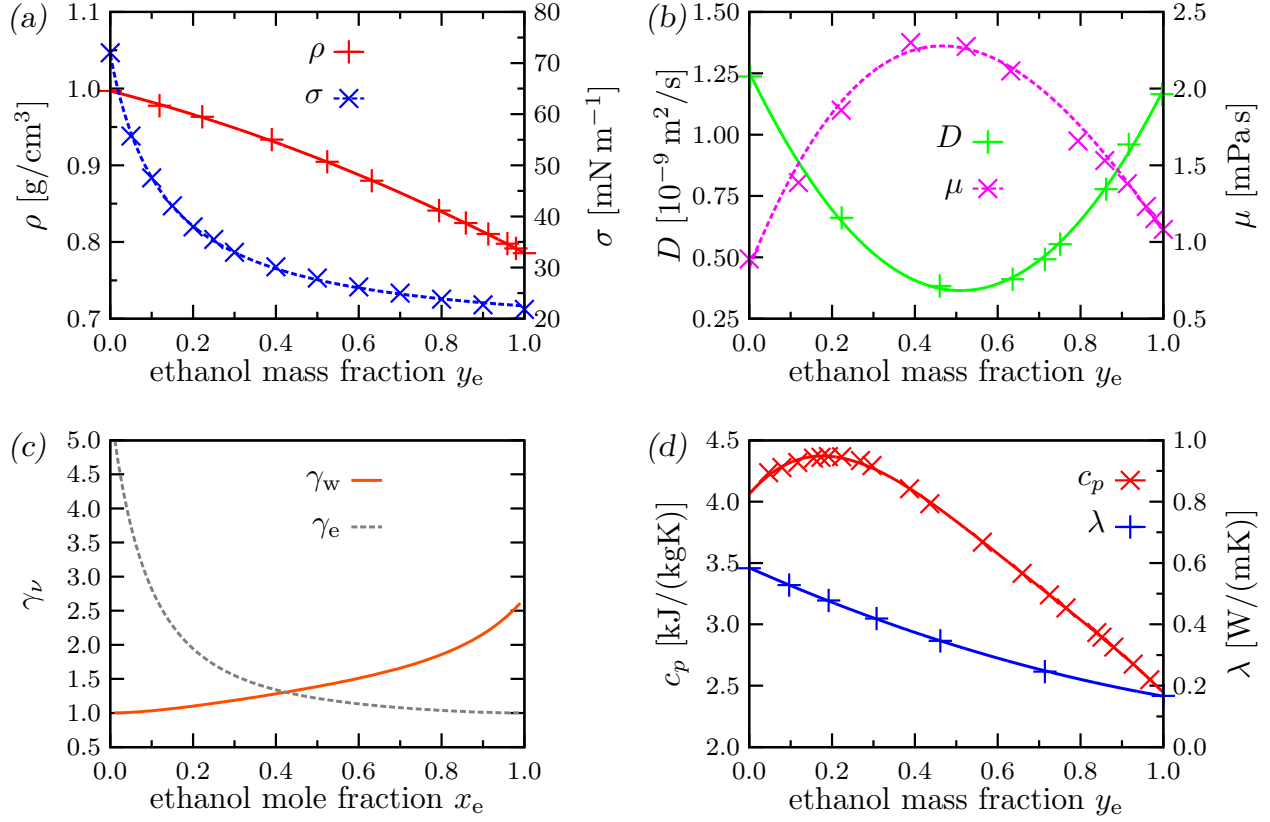 (a)
ρ
σ
ρ [g/cm³]
1.1
1.0
0.9
0.8
0.7
80
70
60
50
40
30
20
σ [mN m⁻¹]
0.0 0.2 0.4 0.6 0.8 1.0
ethanol mass fraction yₑ
(b)
D
μ
D [10⁻⁹ m²/s]
1.50
1.25
1.00
0.75
0.50
0.25
2.5
2.0
1.5
1.0
0.5
μ [mPa s]
0.0 0.2 0.4 0.6 0.8 1.0
ethanol mass fraction yₑ
(c)
γ_w
γₑ
γ_ν
5.0
4.5
4.0
3.5
3.0
2.5
2.0
1.5
1.0
0.5
0.0 0.2 0.4 0.6 0.8 1.0
ethanol mole fraction xₑ
(d)
c_p
λ
c_p [kJ/(kgK)]
4.5
4.0
3.5
3.0
2.5
2.0
1.0
0.8
0.6
0.4
0.2
0.0
λ [W/(mK)]
0.0 0.2 0.4 0.6 0.8 1.0
ethanol mass fraction yₑ